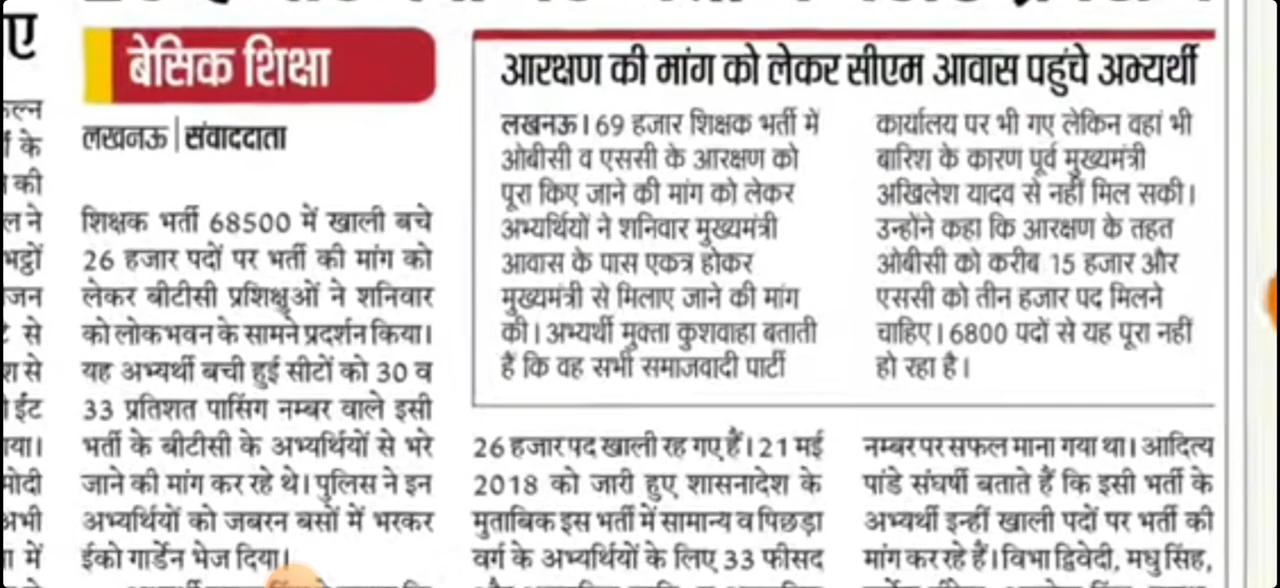 ए
बेसिक शिक्षा
लखनऊ | संवाददाता
शिक्षक भर्ती 68500 में खाली बचे
26 हजार पदों पर भर्ती की मांग को
लेकर बीटीसी प्रशिक्षुओं ने शनिवार
को लोकभवन के सामने प्रदर्शन किया।
यह अभ्यर्थी बची हुई सीटों को 30 व
33 प्रतिशत पासिंग नम्बर वाले इसी
भर्ती के बीटीसी के अभ्यर्थियों से भरे
जाने की मांग कर रहे थे। पुलिस ने इन
अभ्यर्थियों को जबरन बसों में भरकर
ईको गार्डेन भेज दिया।
आरक्षण की मांग को लेकर सीएम आवास पहुंचे अभ्यर्थी
लखनऊ। 69 हजार शिक्षक भर्ती में
ओबीसी व एससी के आरक्षण को
पूरा किए जाने की मांग को लेकर
अभ्यर्थियों ने शनिवार मुख्यमंत्री
आवास के पास एकत्र होकर
मुख्यमंत्री से मिलाए जाने की मांग
की। अभ्यर्थी मुक्ता कुशवाहा बताती
हैं कि वह सभी समाजवादी पार्टी
कार्यालय पर भी गए लेकिन वहां भी
बारिश के कारण पूर्व मुख्यमंत्री
अखिलेश यादव से नहीं मिल सकी।
उन्होंने कहा कि आरक्षण के तहत
ओबीसी को करीब 15 हजार और
एससी को तीन हजार पद मिलने
चाहिए। 6800 पदों से यह पूरा नहीं
हो रहा है।
26 हजार पद खाली रह गए हैं। 21 मई
2018 को जारी हुए शासनादेश के
मुताबिक इस भर्ती में सामान्य व पिछड़ा
वर्ग के अभ्यर्थियों के लिए 33 फीसद
नम्बर पर सफल माना गया था। आदित्य
पांडे संघर्षी बताते हैं कि इसी भर्ती के
अभ्यर्थी इन्हीं खाली पदों पर भर्ती की
मांग कर रहे हैं। विभा द्विवेदी, मधु सिंह,